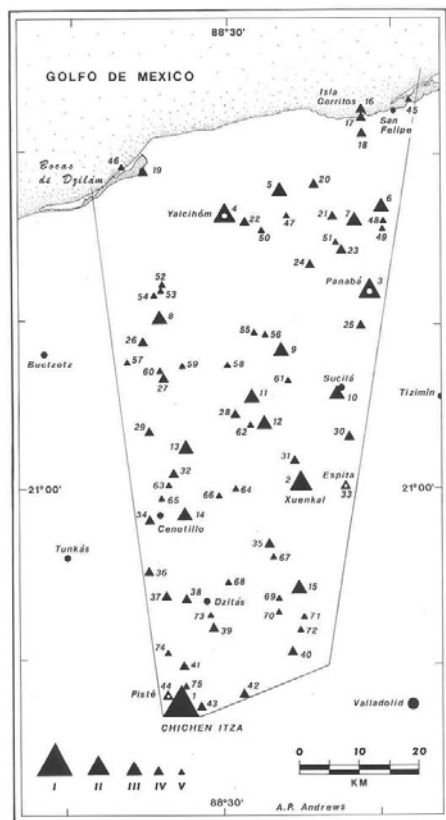 88°30'
GOLFO DE MEXICO
Isla
Cerritos
16
45
17
San
Felipe
18
46
Bocas
de Dzilám
19
20
5
6
Yalcihóm
4
22
47
21
7
48
49
50
51
23
24
Panabá
3
52
54
53
8
25
55
56
26
9
Buctzotz
57
59
58
60
27
61
Sucilá
10
Tizimín
11
28
62
12
29
30
13
31
32
2
Espita
33
21°00'
63
64
Xuenkal
21°00'
65
66
34
14
Cenotillo
35
Tunkás
67
36
68
15
37
38
Dzitás
69
70
71
73
39
72
74
40
41
44
75
42
Pisté
1
43
Valladolid
CHICHEN ITZA
I
II
III
IV
V
0 10 20
KM
88°30'
A.P. Andrews